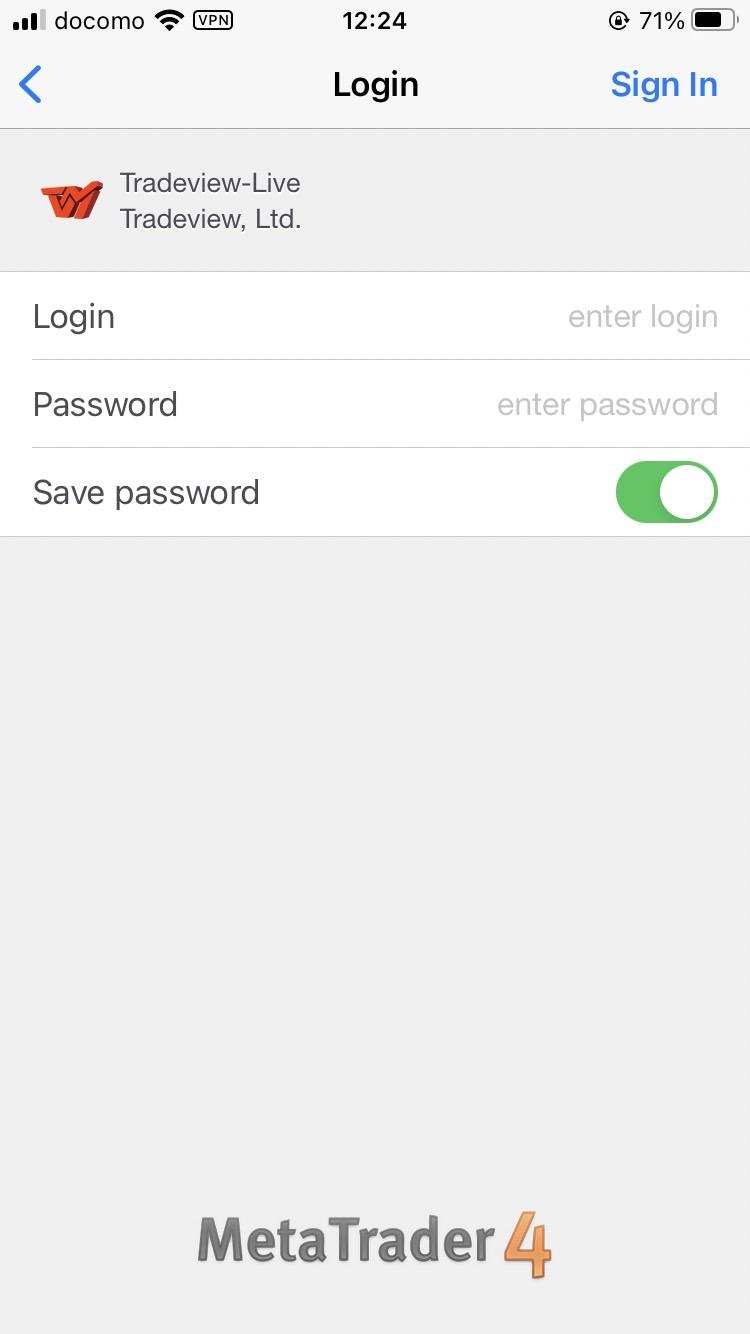 docomo VPN 12:24 71%
Login Sign In
Tradeview-Live
Tradeview, Ltd.
Login enter login
Password enter password
Save password
MetaTrader 4